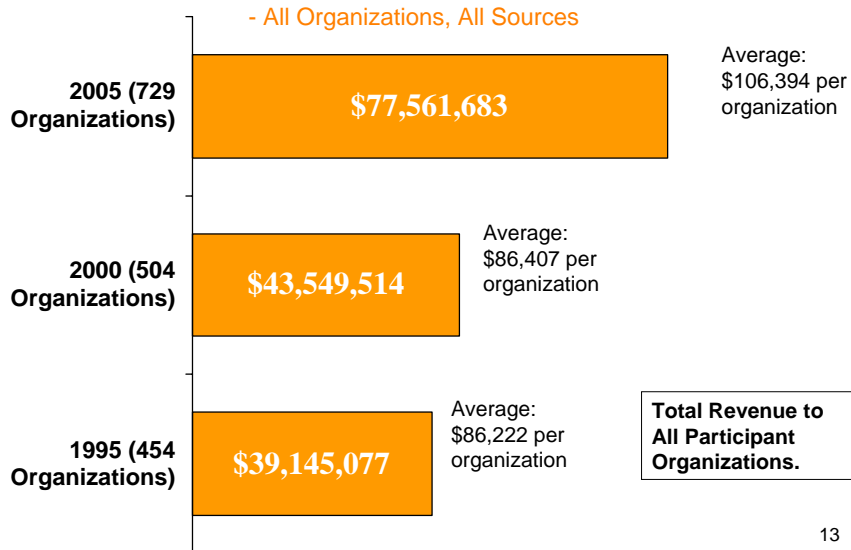 - All Organizations, All Sources
2005 (729
Organizations)
$77,561,683
Average:
$106,394 per
organization
2000 (504
Organizations)
$43,549,514
Average:
$86,407 per
organization
1995 (454
Organizations)
$39,145,077
Average:
$86,222 per
organization
Total Revenue to
All Participant
Organizations.
13